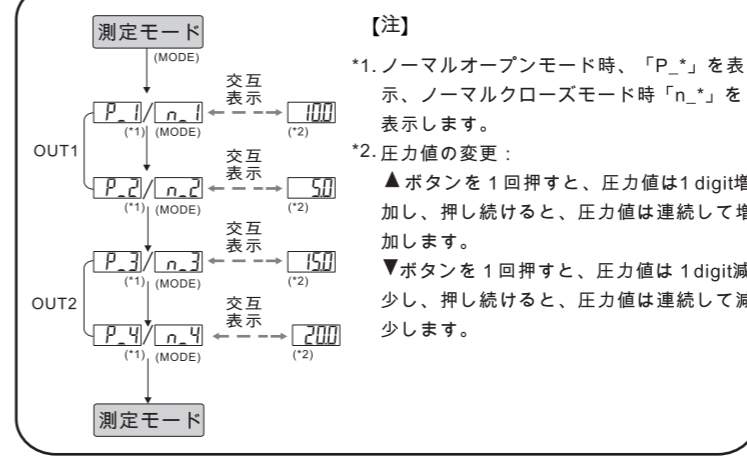 測定モード
(MODE)
交互
表示
P_1/ n_1
10.0
(*1) (MODE)
(*2)
OUT1
交互
表示
P_2/ n_2
5.0
(*1) (MODE)
(*2)
交互
表示
P_3/ n_3
15.0
(*1) (MODE)
(*2)
OUT2
交互
表示
P_4/ n_4
20.0
(*1) (MODE)
(*2)
測定モード
【注】
*1. ノーマルオープンモード時、「P_*」を表
示、ノーマルクローズモード時「n_*」を
表示します。
*2. 圧力値の変更：
▲ボタンを１回押すと、圧力値は1 digit増
加し、押し続けると、圧力値は連続して増
加します。
▼ボタンを１回押すと、圧力値は 1 digit減
少し、押し続けると、圧力値は連続して減
少します。